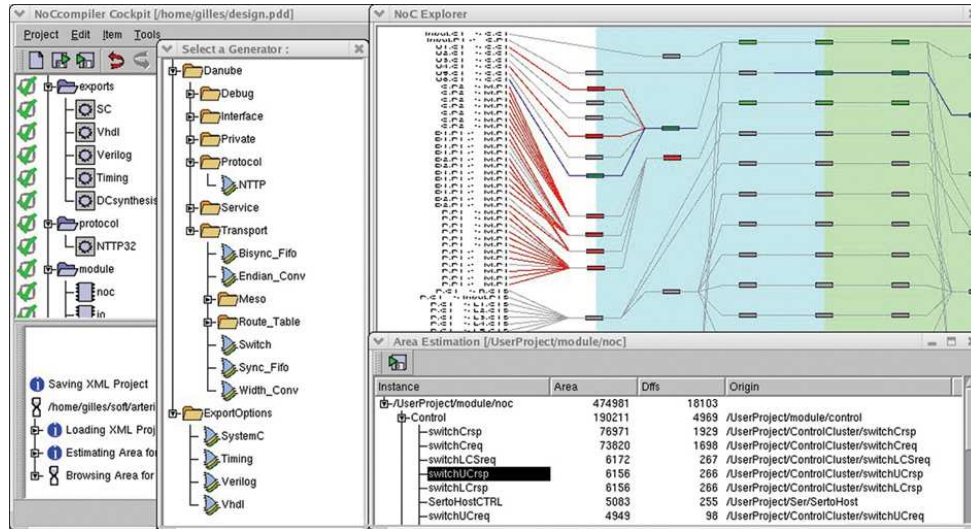 NoCcompiler Cockpit [/home/gilles/design.pdd]
Project Edit Item Tools
exports
SC
Vhdl
Verilog
Timing
DCsynthesis
protocol
NTTP32
module
noc
io
Saving XML Project
/home/gilles/soft/arteri
Loading XML Proj
Estimating Area for
Browsing Area for
Select a Generator :
Danube
Debug
Interface
Private
Protocol
NTTP
Service
Transport
Bisync_Fifo
Endian_Conv
Meso
Route_Table
Switch
Sync_Fifo
Width_Conv
ExportOptions
SystemC
Timing
Verilog
Vhdl
NoC Explorer
Area Estimation [/UserProject/module/noc]
Instance Area Dffs Origin
/UserProject/module/noc 474981 18103
Control 190211 4969 /UserProject/module/control
switchCrsp 76971 1929 /UserProject/ControlCluster/switchCrsp
switchCreq 73820 1698 /UserProject/ControlCluster/switchCreq
switchLCSreq 6172 267 /UserProject/ControlCluster/switchLCSreq
switchUCrsp 6156 266 /UserProject/ControlCluster/switchUCrsp
switchLCrsp 6156 266 /UserProject/ControlCluster/switchLCrsp
SertoHostCTRL 5083 255 /UserProject/Ser/SertoHost
switchUCreq 4949 98 /UserProject/ControlCluster/switchUCreq